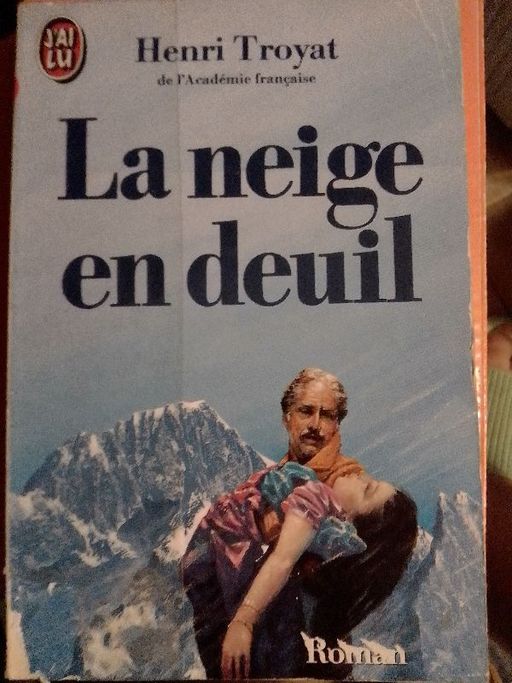 J'AI
LU
Henri Troyat
de l'Académie française
La neige
en deuil
Roman